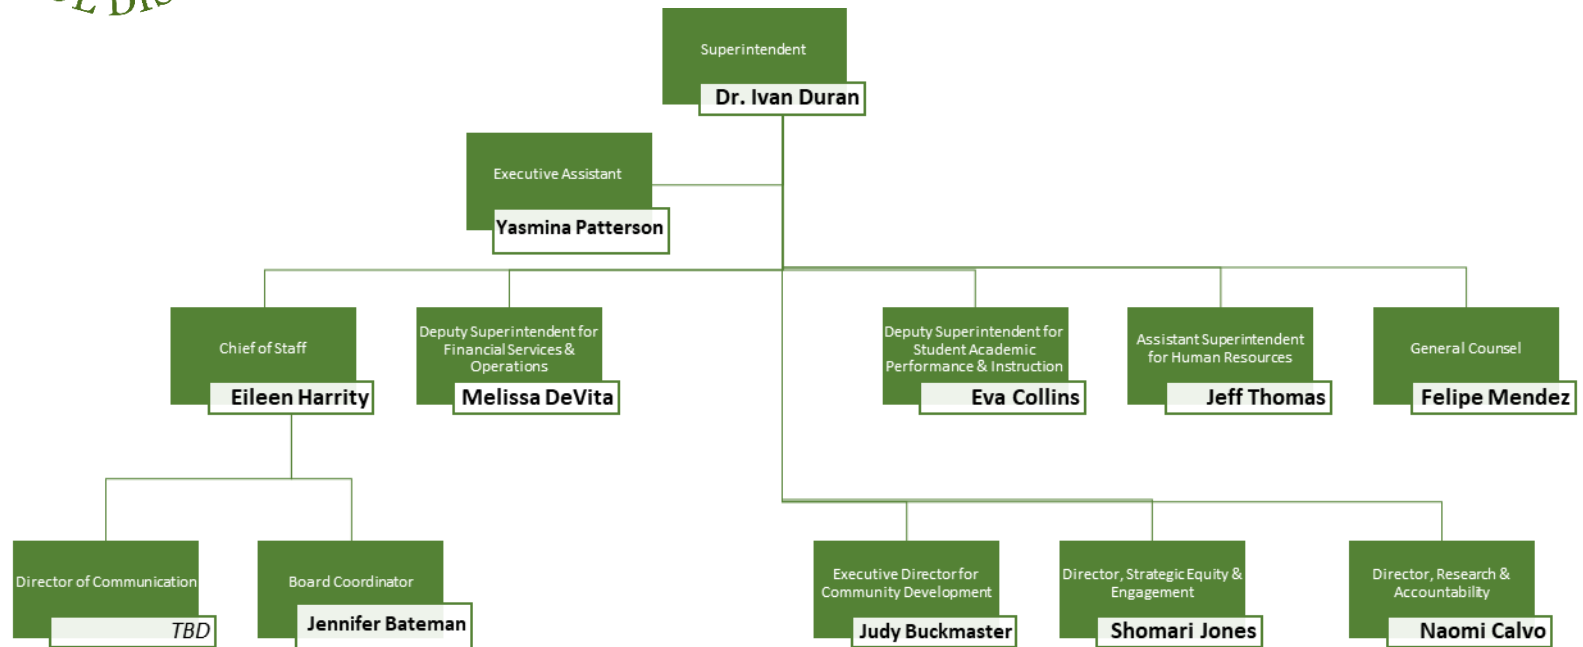 Superintendent
Dr. Ivan Duran
Executive Assistant
Yasmina Patterson
Chief of Staff
Eileen Harrity
Deputy Superintendent for
Financial Services &
Operations
Melissa DeVita
Deputy Superintendent for
Student Academic
Performance & Instruction
Eva Collins
Assistant Superintendent
for Human Resources
Jeff Thomas
General Counsel
Felipe Mendez
Director of Communication
TBD
Board Coordinator
Jennifer Bateman
Executive Director for
Community Development
Judy Buckmaster
Director, Strategic Equity &
Engagement
Shomari Jones
Director, Research &
Accountability
Naomi Calvo